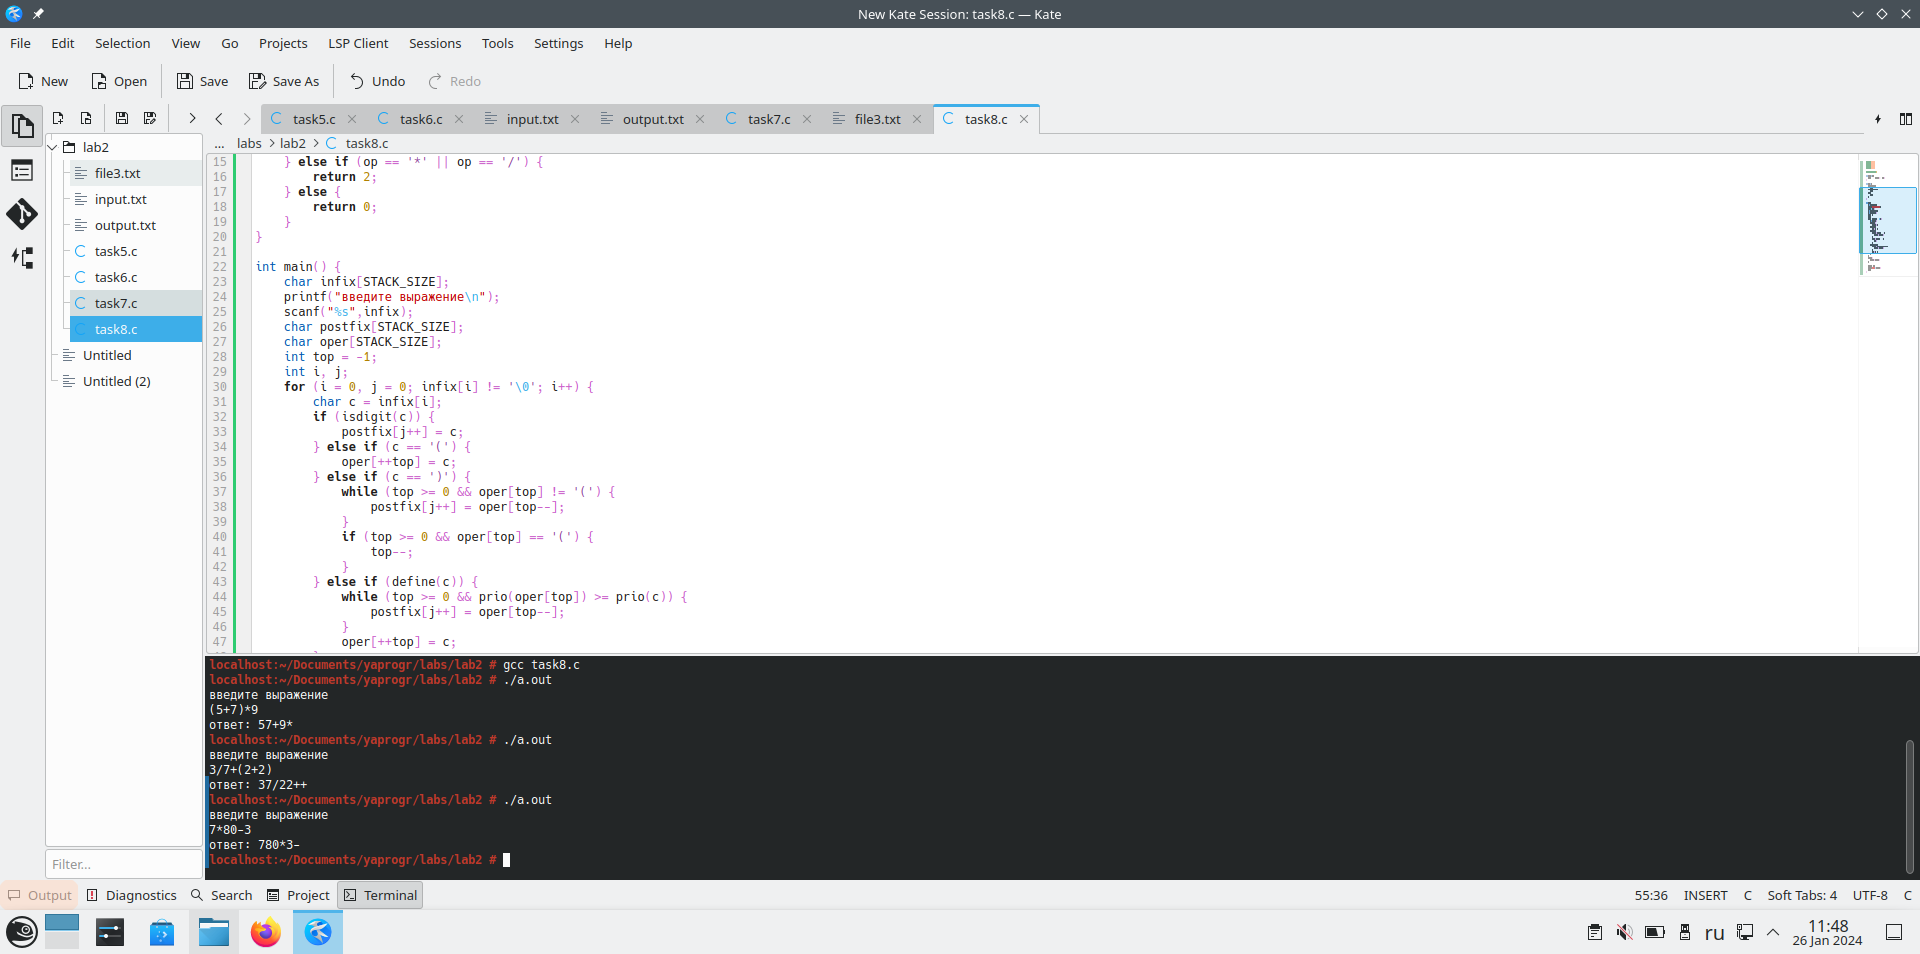 New Kate Session: task8.c — Kate
File Edit Selection View Go Projects LSP Client Sessions Tools Settings Help
New Open Save Save As Undo Redo
task5.c task6.c input.txt output.txt task7.c file3.txt task8.c
... labs > lab2 > task8.c
lab2
file3.txt
input.txt
output.txt
task5.c
task6.c
task7.c
task8.c
Untitled
Untitled (2)
Filter...
15 } else if (op == '*' || op == '/') {
16 return 2;
17 } else {
18 return 0;
19 }
20 }
21
22 int main() {
23 char infix[STACK_SIZE];
24 printf("введите выражение\n");
25 scanf("%s",infix);
26 char postfix[STACK_SIZE];
27 char oper[STACK_SIZE];
28 int top = -1;
29 int i, j;
30 for (i = 0, j = 0; infix[i] != '\0'; i++) {
31 char c = infix[i];
32 if (isdigit(c)) {
33 postfix[j++] = c;
34 } else if (c == '(') {
35 oper[++top] = c;
36 } else if (c == ')') {
37 while (top >= 0 && oper[top] != '(') {
38 postfix[j++] = oper[top--];
39 }
40 if (top >= 0 && oper[top] == '(') {
41 top--;
42 }
43 } else if (define(c)) {
44 while (top >= 0 && prio(oper[top]) >= prio(c)) {
45 postfix[j++] = oper[top--];
46 }
47 oper[++top] = c;
localhost:~/Documents/yaprogr/labs/lab2 # gcc task8.c
localhost:~/Documents/yaprogr/labs/lab2 # ./a.out
введите выражение
(5+7)*9
ответ: 57+9*
localhost:~/Documents/yaprogr/labs/lab2 # ./a.out
введите выражение
3/7+(2+2)
ответ: 37/22++
localhost:~/Documents/yaprogr/labs/lab2 # ./a.out
введите выражение
7*80-3
ответ: 780*3-
localhost:~/Documents/yaprogr/labs/lab2 #
Output Diagnostics Search Project Terminal 55:36 INSERT C Soft Tabs: 4 UTF-8 C
ru 11:48
26 Jan 2024